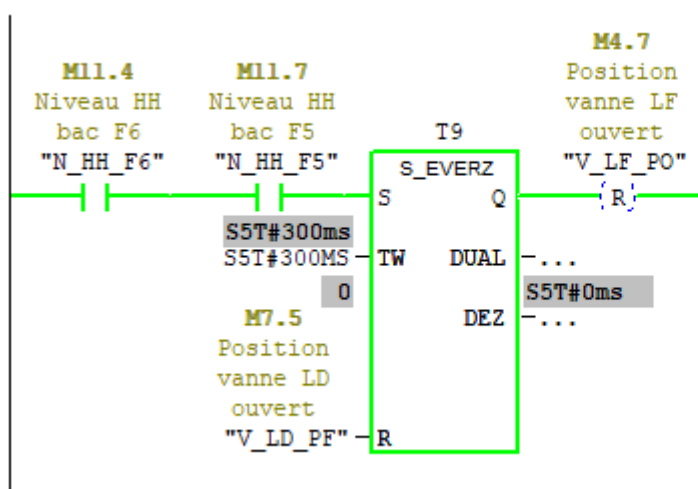 M11.4
Niveau HH
bac F6
"N_HH_F6"
M11.7
Niveau HH
bac F5
"N_HH_F5"
T9
S_EVERZ
S
Q
M4.7
Position
vanne LF
ouvert
"V_LF_PO"
R
S5T#300ms
S5T#300MS
TW
DUAL
...
0
S5T#0ms
DEZ
...
M7.5
Position
vanne LD
ouvert
"V_LD_PF"
R